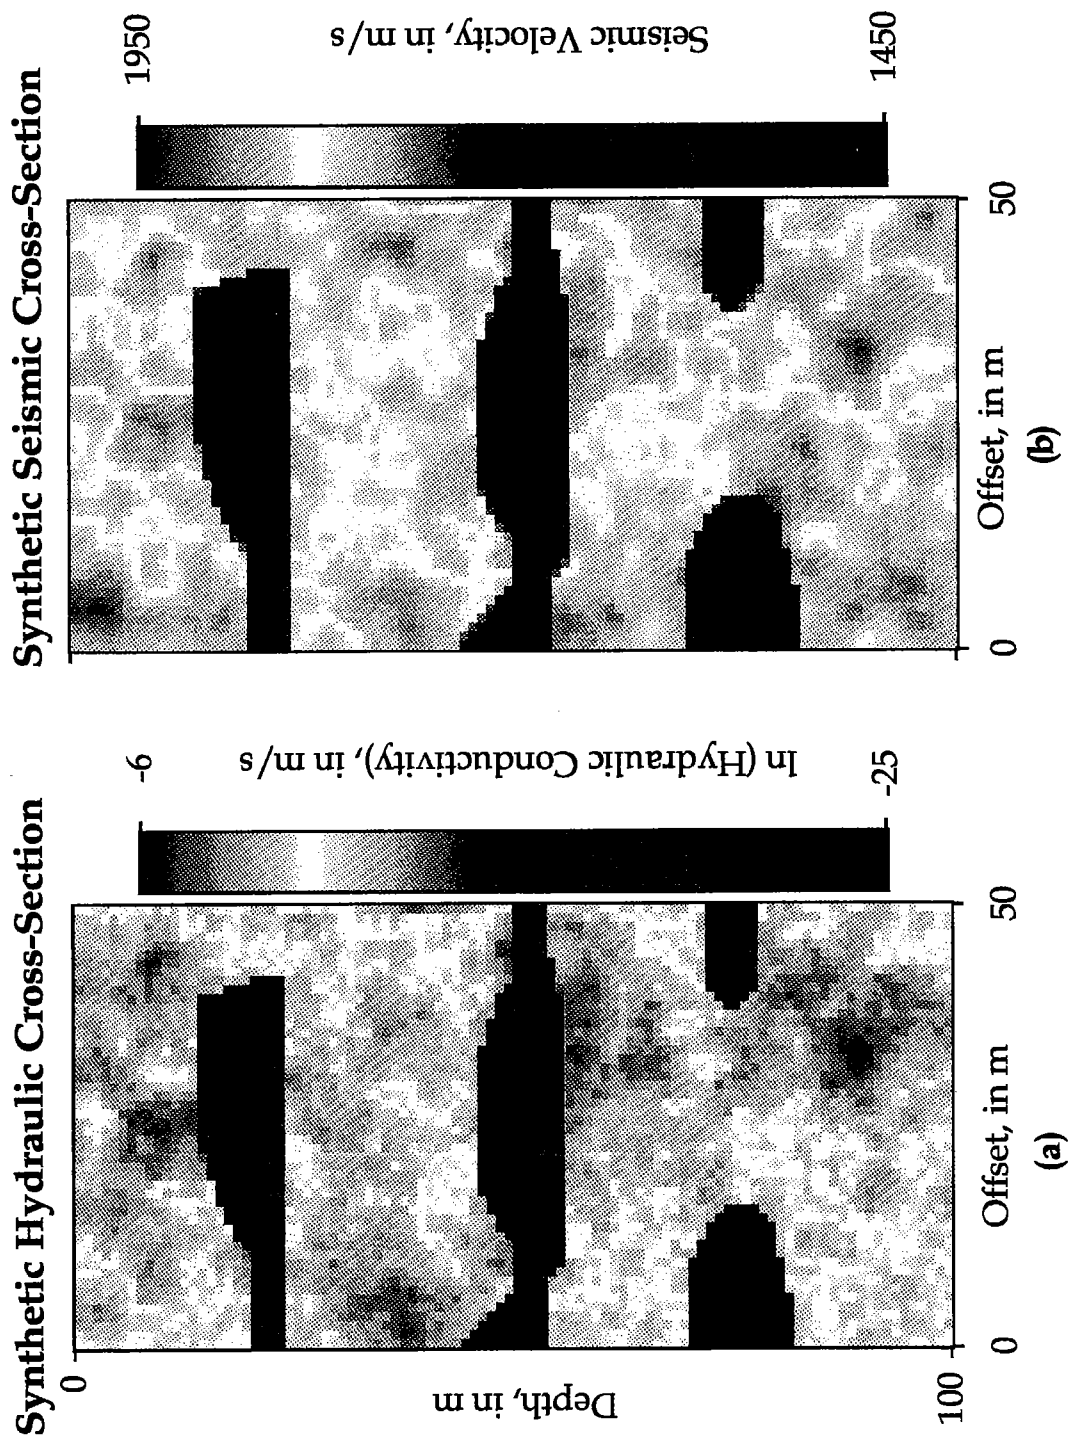 Synthetic Hydraulic Cross-Section
Synthetic Seismic Cross-Section
0
Depth, in m
100
0
Offset, in m
50
(a)
-6
ln (Hydraulic Conductivity), in m/s
-25
0
Offset, in m
50
(b)
1950
Seismic Velocity, in m/s
1450